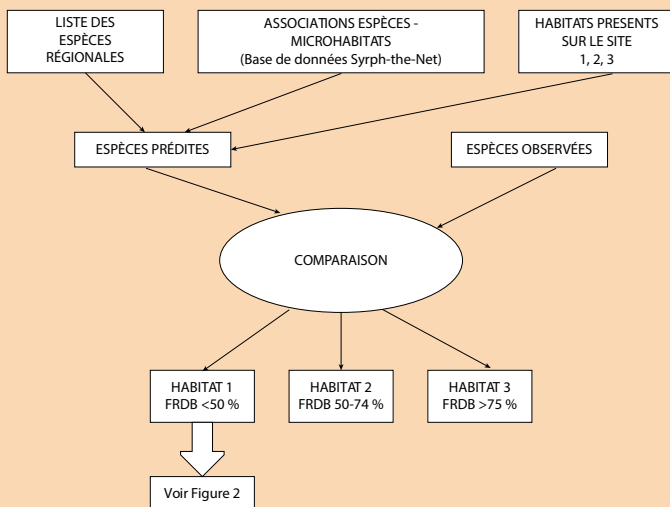 LISTE DES
ESPÈCES
RÉGIONALES
ASSOCIATIONS ESPÈCES -
MICROHABITATS
(Base de données Syrph-the-Net)
HABITATS PRESENTS
SUR LE SITE
1, 2, 3
ESPÈCES PRÉDITES
ESPÈCES OBSERVÉES
COMPARAISON
HABITAT 1
FRDB <50 %
HABITAT 2
FRDB 50-74 %
HABITAT 3
FRDB >75 %
Voir Figure 2